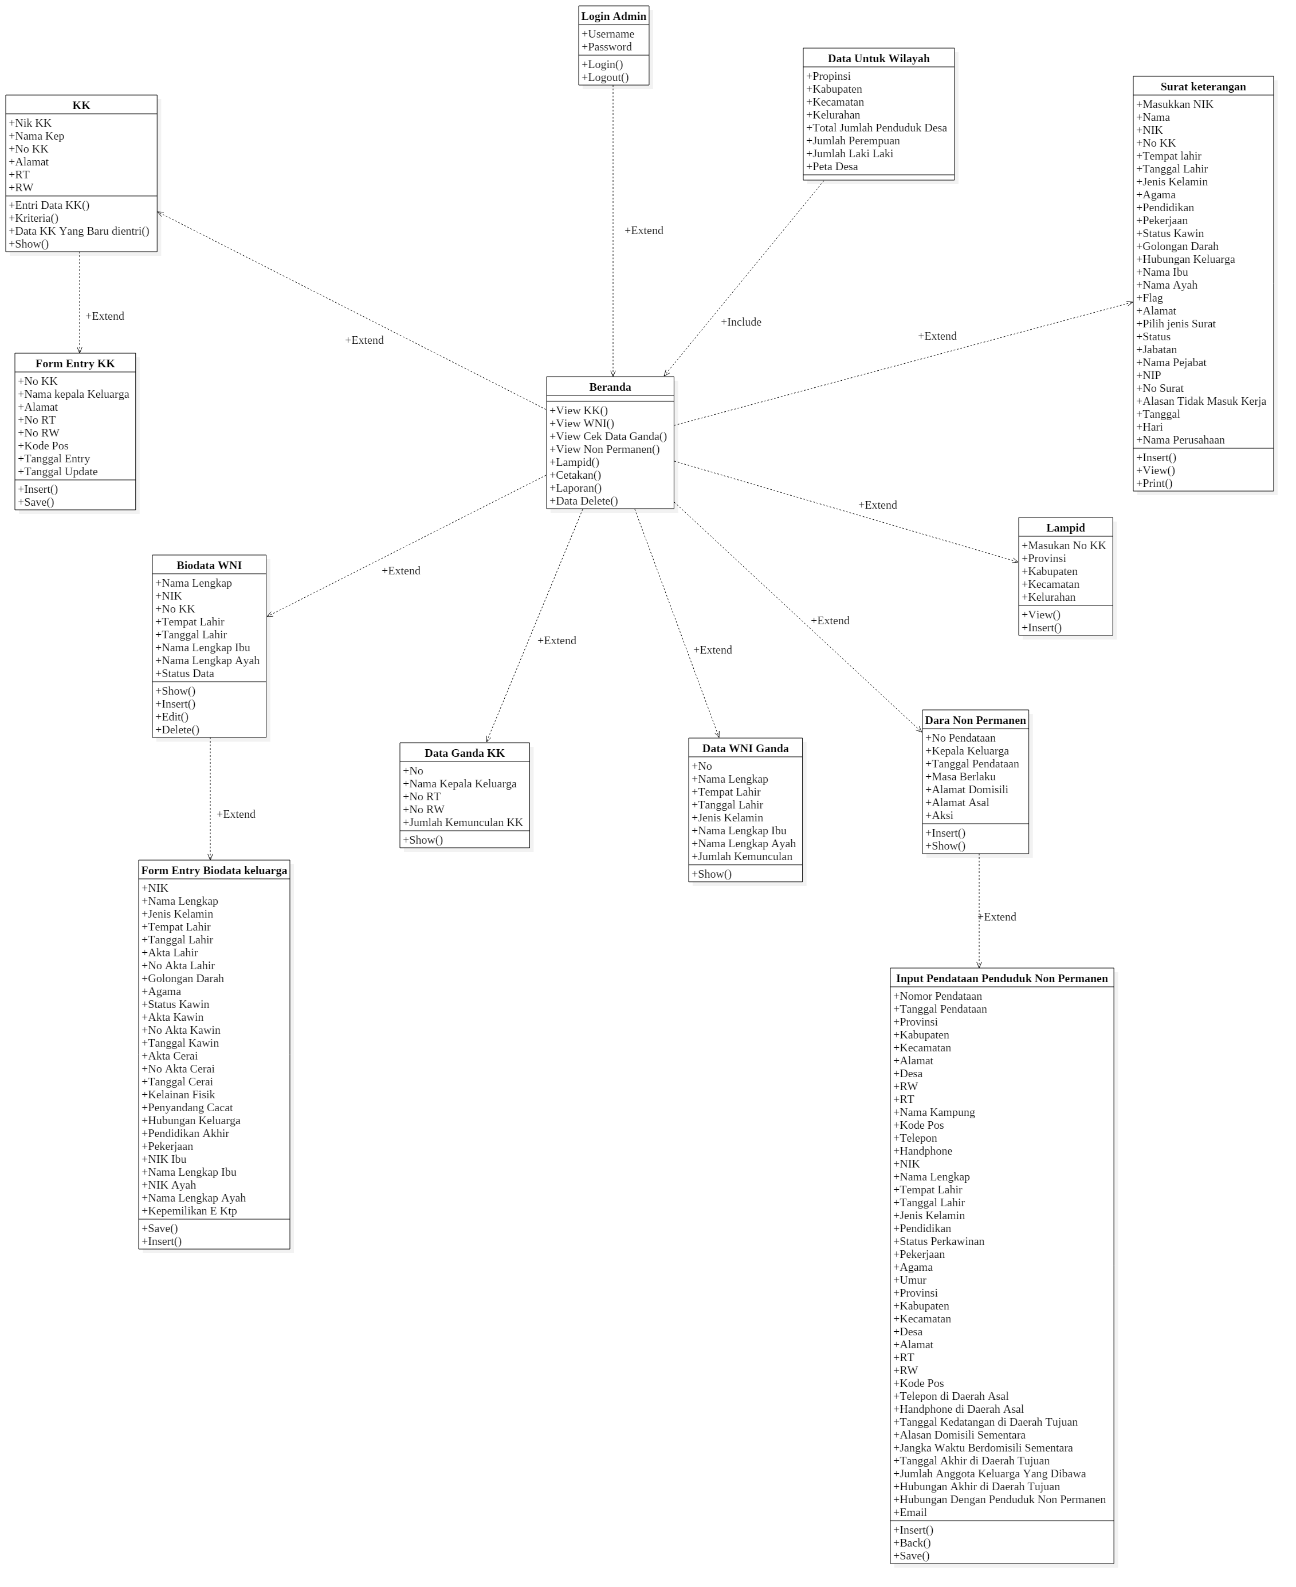 Login Admin
+Username
+Password
+Login()
+Logout()
Data Untuk Wilayah
+Propinsi
+Kabupaten
+Kecamatan
+Kelurahan
+Total Jumlah Penduduk Desa
+Jumlah Perempuan
+Jumlah Laki Laki
+Peta Desa
Surat keterangan
+Masukkan NIK
+Nama
+NIK
+No KK
+Tempat lahir
+Tanggal Lahir
+Jenis Kelamin
+Agama
+Pendidikan
+Pekerjaan
+Status Kawin
+Golongan Darah
+Hubungan Keluarga
+Nama Ibu
+Nama Ayah
+Flag
+Alamat
+Pilih jenis Surat
+Status
+Jabatan
+Nama Pejabat
+NIP
+No Surat
+Alasan Tidak Masuk Kerja
+Tanggal
+Hari
+Nama Perusahaan
+Insert()
+View()
+Print()
KK
+Nik KK
+Nama Kep
+No KK
+Alamat
+RT
+RW
+Entri Data KK()
+Kriteria()
+Data KK Yang Baru dientri()
+Show()
+Extend
+Extend
+Include
+Extend
+Extend
Form Entry KK
+No KK
+Nama kepala Keluarga
+Alamat
+No RT
+No RW
+Kode Pos
+Tanggal Entry
+Tanggal Update
+Insert()
+Save()
Beranda
+View KK()
+View WNI()
+View Cek Data Ganda()
+View Non Permanen()
+Lampid()
+Cetakan()
+Laporan()
+Data Delete()
+Extend
Lampid
+Masukan No KK
+Provinsi
+Kabupaten
+Kecamatan
+Kelurahan
+View()
+Insert()
Biodata WNI
+Nama Lengkap
+NIK
+No KK
+Tempat Lahir
+Tanggal Lahir
+Nama Lengkap Ibu
+Nama Lengkap Ayah
+Status Data
+Show()
+Insert()
+Edit()
+Delete()
+Extend
+Extend
+Extend
+Extend
Data Ganda KK
+No
+Nama Kepala Keluarga
+No RT
+No RW
+Jumlah Kemunculan KK
+Show()
Data WNI Ganda
+No
+Nama Lengkap
+Tempat Lahir
+Tanggal Lahir
+Jenis Kelamin
+Nama Lengkap Ibu
+Nama Lengkap Ayah
+Jumlah Kemunculan
+Show()
Dara Non Permanen
+No Pendataan
+Kepala Keluarga
+Tanggal Pendataan
+Masa Berlaku
+Alamat Domisili
+Alamat Asal
+Aksi
+Insert()
+Show()
+Extend
+Extend
Form Entry Biodata keluarga
+NIK
+Nama Lengkap
+Jenis Kelamin
+Tempat Lahir
+Tanggal Lahir
+Akta Lahir
+No Akta Lahir
+Golongan Darah
+Agama
+Status Kawin
+Akta Kawin
+No Akta Kawin
+Tanggal Kawin
+Akta Cerai
+No Akta Cerai
+Tanggal Cerai
+Kelainan Fisik
+Penyandang Cacat
+Hubungan Keluarga
+Pendidikan Akhir
+Pekerjaan
+NIK Ibu
+Nama Lengkap Ibu
+NIK Ayah
+Nama Lengkap Ayah
+Kepemilikan E Ktp
+Save()
+Insert()
Input Pendataan Penduduk Non Permanen
+Nomor Pendataan
+Tanggal Pendataan
+Provinsi
+Kabupaten
+Kecamatan
+Alamat
+Desa
+RW
+RT
+Nama Kampung
+Kode Pos
+Telepon
+Handphone
+NIK
+Nama Lengkap
+Tempat Lahir
+Tanggal Lahir
+Jenis Kelamin
+Pendidikan
+Status Perkawinan
+Pekerjaan
+Agama
+Umur
+Provinsi
+Kabupaten
+Kecamatan
+Desa
+Alamat
+RT
+RW
+Kode Pos
+Telepon di Daerah Asal
+Handphone di Daerah Asal
+Tanggal Kedatangan di Daerah Tujuan
+Alasan Domisili Sementara
+Jangka Waktu Berdomisili Sementara
+Tanggal Akhir di Daerah Tujuan
+Jumlah Anggota Keluarga Yang Dibawa
+Hubungan Akhir di Daerah Tujuan
+Hubungan Dengan Penduduk Non Permanen
+Email
+Insert()
+Back()
+Save()